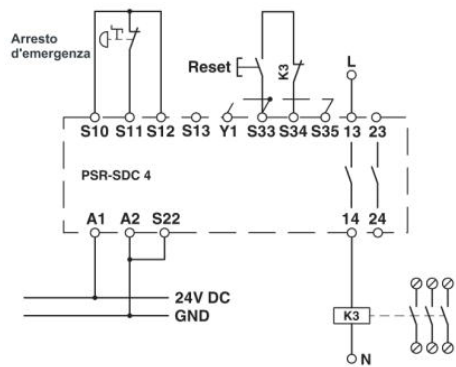 Arresto
d'emergenza
Reset
K3
L
S10 S11 S12 S13 Y1 S33 S34 S35 13 23
PSR-SDC 4
A1 A2 S22 14 24
24V DC
GND
K3
N